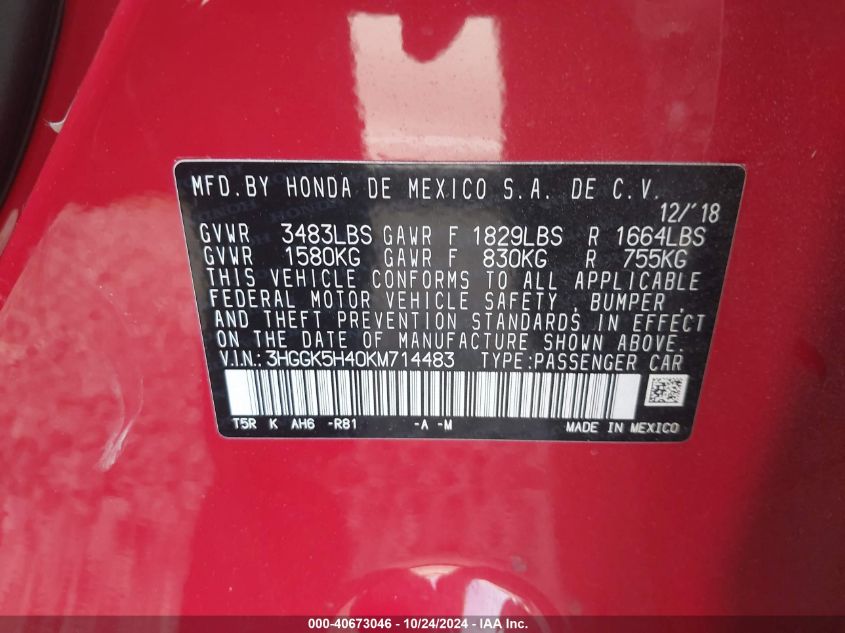 MFD.BY HONDA DE MEXICO S.A. DE C.V.
12/'18
GVWR 3483LBS GAWR F 1829LBS R 1664LBS
GVWR 1580KG GAWR F 830KG R 755KG
THIS VEHICLE CONFORMS TO ALL APPLICABLE
FEDERAL MOTOR VEHICLE SAFETY, BUMPER,
AND THEFT PREVENTION STANDARDS IN EFFECT
ON THE DATE OF MANUFACTURE SHOWN ABOVE.
V.I.N.: 3HGGK5H40KM714483 TYPE:PASSENGER CAR
T5R K AH6 -R81 -A -M MADE IN MEXICO
000-40673046 - 10/24/2024 - IAA Inc.